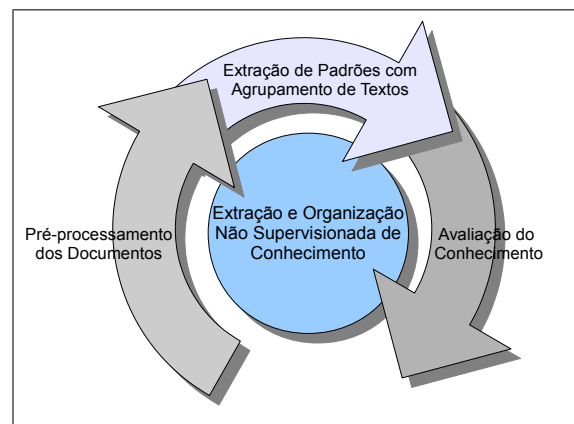 Extração de Padrões com
Agrupamento de Textos
Extração e Organização
Não Supervisionada de
Conhecimento
Pré-processamento
dos Documentos
Avaliação do
Conhecimento